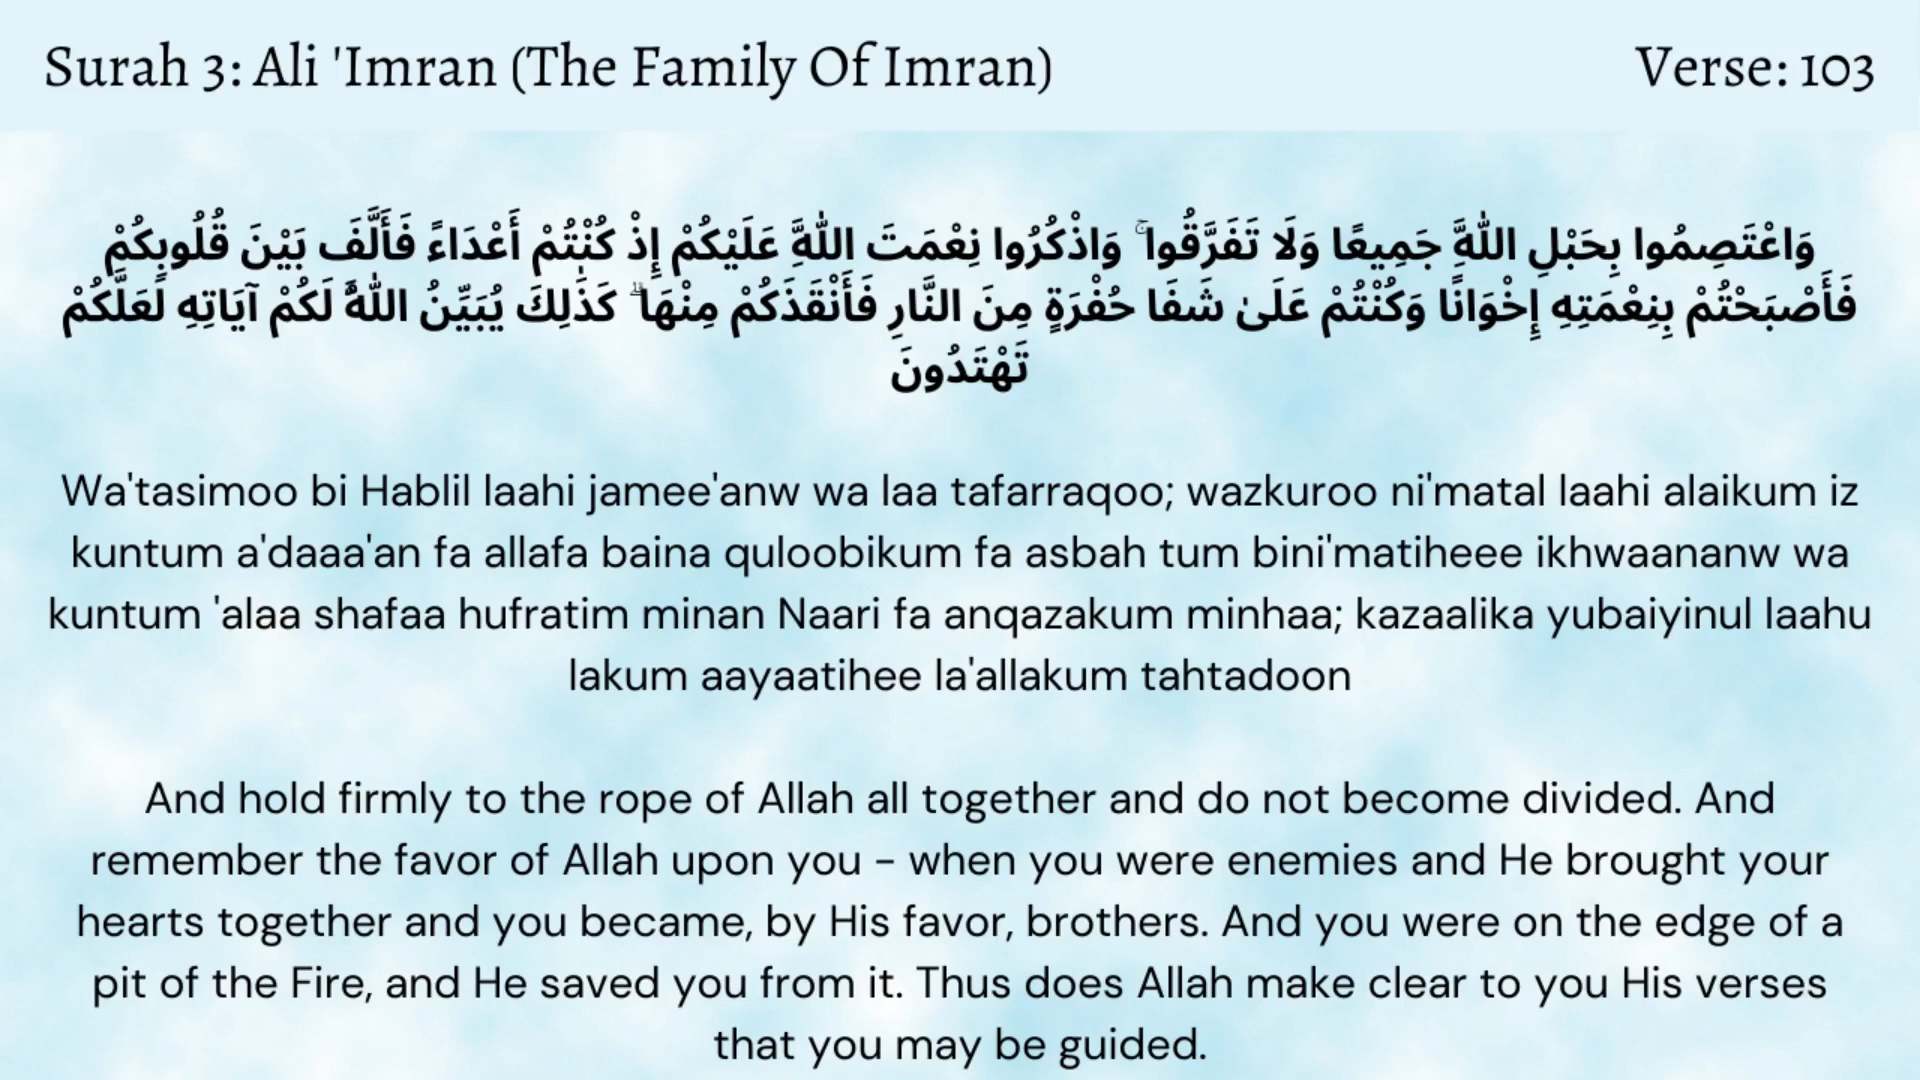 Surah 3: Ali 'Imran (The Family Of Imran)
Verse: 103
وَاعْتَصِمُوا بِحَبْلِ اللَّهِ جَمِيعًا وَلَا تَفَرَّقُوا ۚ وَاذْكُرُوا نِعْمَتَ اللَّهِ عَلَيْكُمْ إِذْ كُنْتُمْ أَعْدَاءً فَأَلَّفَ بَيْنَ قُلُوبِكُمْ
فَأَصْبَحْتُمْ بِنِعْمَتِهِ إِخْوَانًا وَكُنْتُمْ عَلَىٰ شَفَا حُفْرَةٍ مِنَ النَّارِ فَأَنْقَذَكُمْ مِنْهَا ۗ كَذَٰلِكَ يُبَيِّنُ اللَّهُ لَكُمْ آيَاتِهِ لَعَلَّكُمْ
تَهْتَدُونَ
Wa'tasimoo bi Hablil laahi jamee'anw wa laa tafarraqoo; wazkuroo ni'matal laahi alaikum iz
kuntum a'daaa'an fa allafa baina quloobikum fa asbah tum bini'matiheee ikhwaananw wa
kuntum 'alaa shafaa hufratim minan Naari fa anqazakum minhaa; kazaalika yubaiyinul laahu
lakum aayaatihee la'allakum tahtadoon
And hold firmly to the rope of Allah all together and do not become divided. And
remember the favor of Allah upon you – when you were enemies and He brought your
hearts together and you became, by His favor, brothers. And you were on the edge of a
pit of the Fire, and He saved you from it. Thus does Allah make clear to you His verses
that you may be guided.